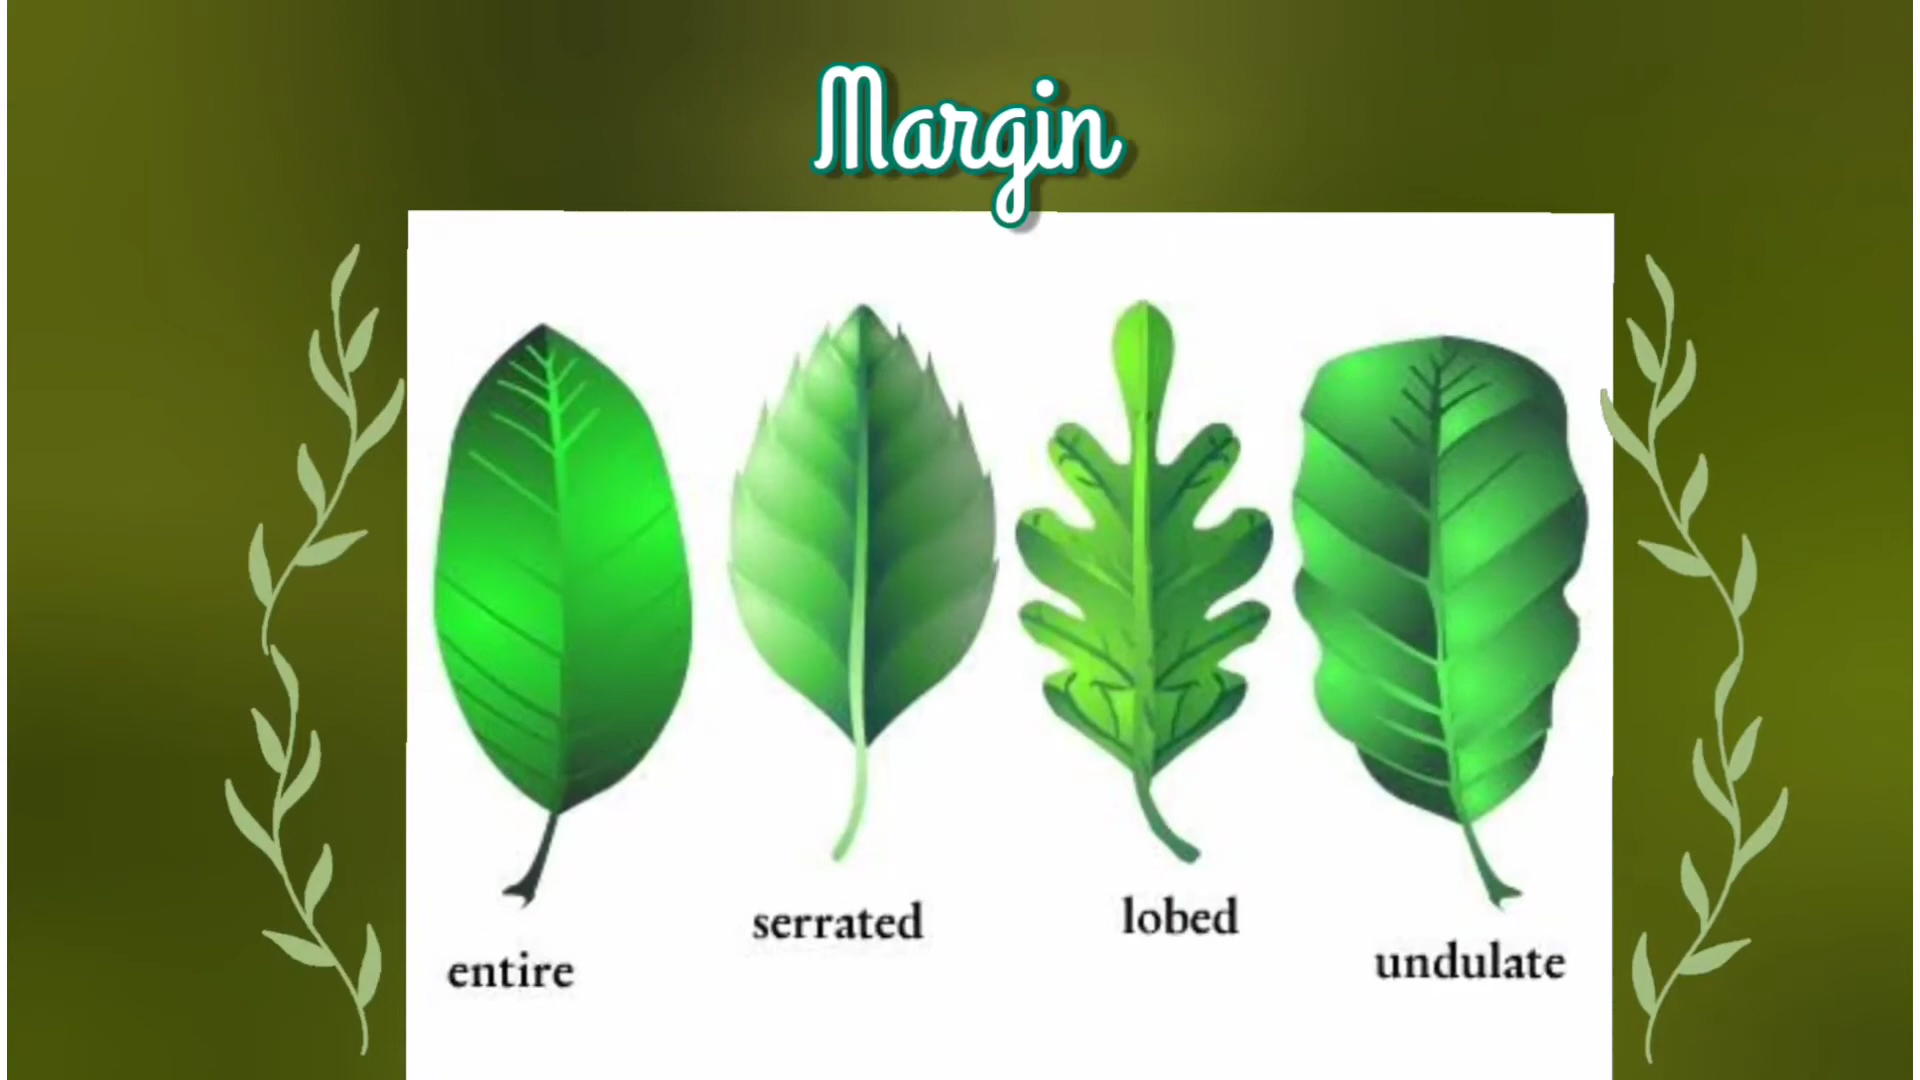 Margin
entire
serrated
lobed
undulate